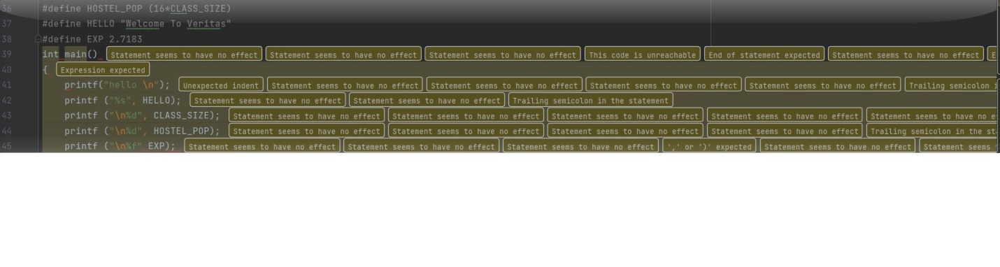 36 #define HOSTEL_POP (16*CLASS_SIZE)
37 #define HELLO "Welcome To Veritas"
38 #define EXP 2.7183
39 int main() Statement seems to have no effect Statement seems to have no effect Statement seems to have no effect This code is unreachable End of statement expected Statement seems to have no effect E
40 { Expression expected
41 printf("hello \n"); Unexpected indent Statement seems to have no effect Statement seems to have no effect Statement seems to have no effect Statement seems to have no effect Trailing semicolon i
42 printf ("%s", HELLO); Statement seems to have no effect Statement seems to have no effect Trailing semicolon in the statement
43 printf ("\n%d", CLASS_SIZE); Statement seems to have no effect Statement seems to have no effect Statement seems to have no effect Statement seems to have no effect Statement seems to have no e
44 printf ("\n%d", HOSTEL_POP); Statement seems to have no effect Statement seems to have no effect Statement seems to have no effect Statement seems to have no effect Trailing semicolon in the st
45 printf ("\n%f" EXP); Statement seems to have no effect Statement seems to have no effect Statement seems to have no effect ',' or ')' expected Statement seems to have no effect Statement seems